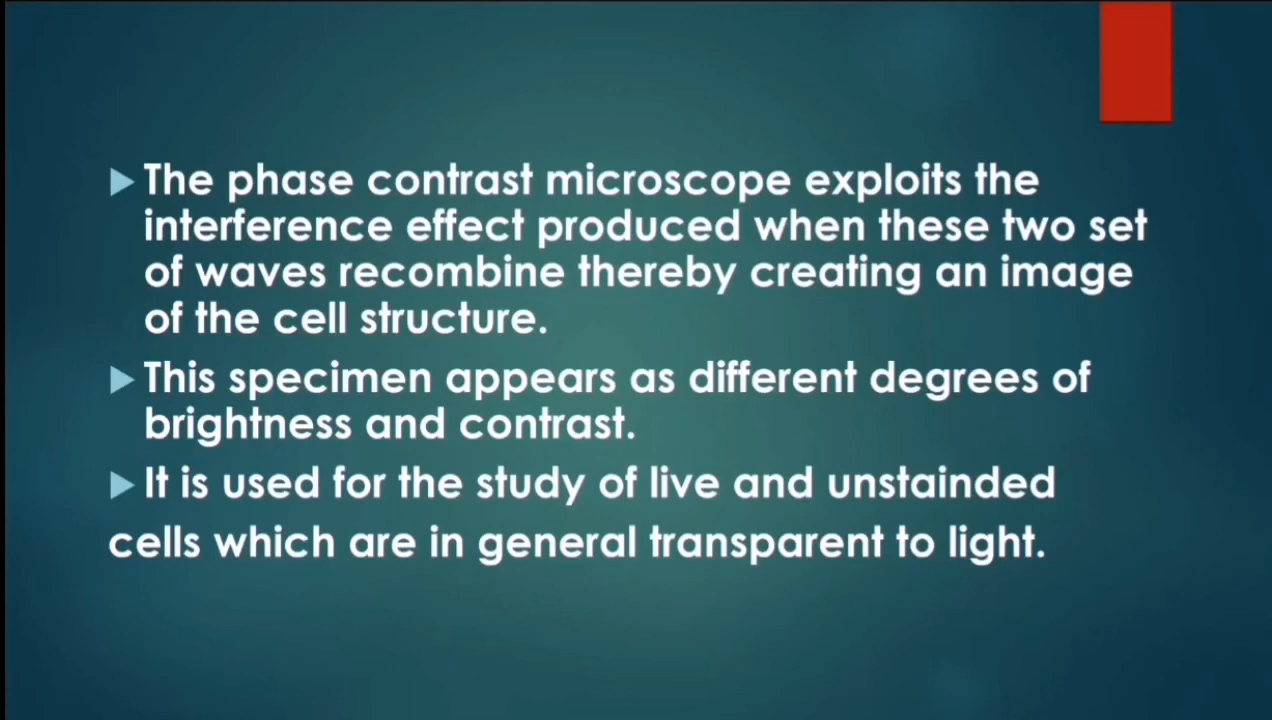 The phase contrast microscope exploits the
interference effect produced when these two set
of waves recombine thereby creating an image
of the cell structure.
This specimen appears as different degrees of
brightness and contrast.
It is used for the study of live and unstainded
cells which are in general transparent to light.